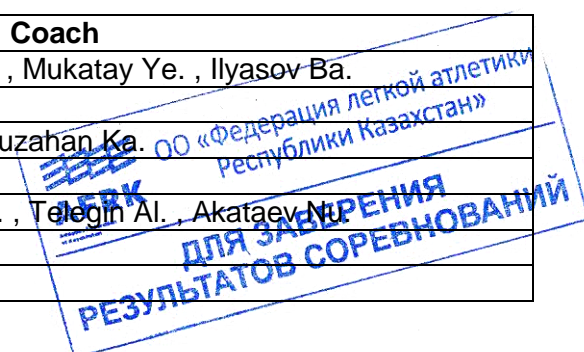 Coach
, Mukatay Ye. , Ilyasov Ba.
uzahan Ka.
. , Telegin Al. , Akataev Nu.
ОО «Федерация легкой атлетики
Республики Казахстан»
AFRK
ДЛЯ ЗАВЕРЕНИЯ
РЕЗУЛЬТАТОВ СОРЕВНОВАНИЙ